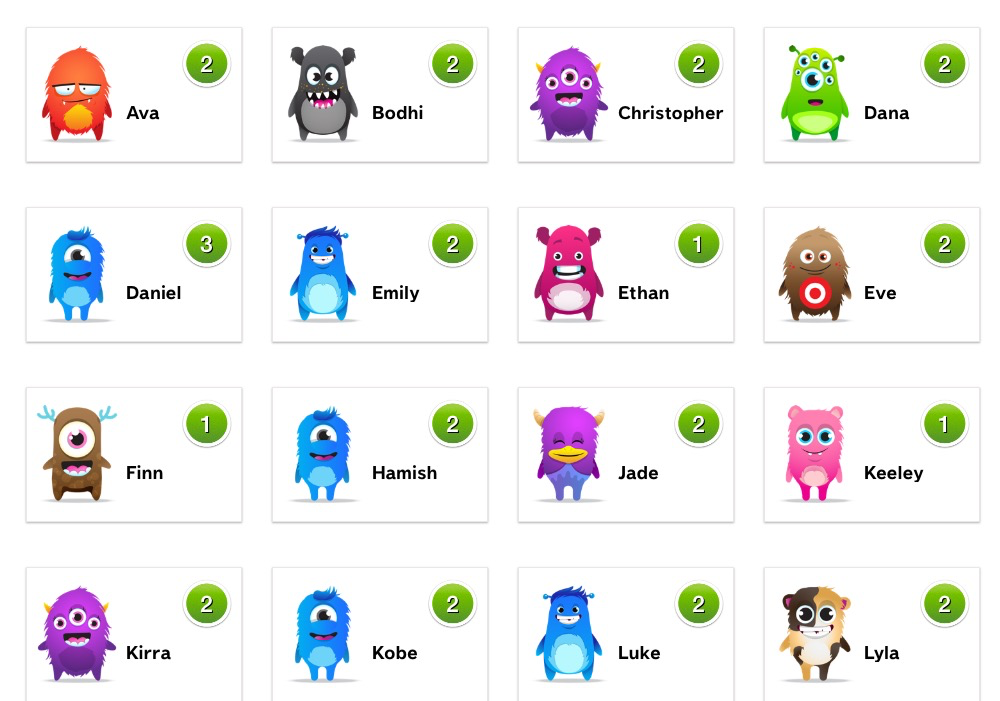 2
Ava
2
Bodhi
2
Christopher
2
Dana
3
Daniel
2
Emily
1
Ethan
2
Eve
1
Finn
2
Hamish
2
Jade
1
Keeley
2
Kirra
2
Kobe
2
Luke
2
Lyla